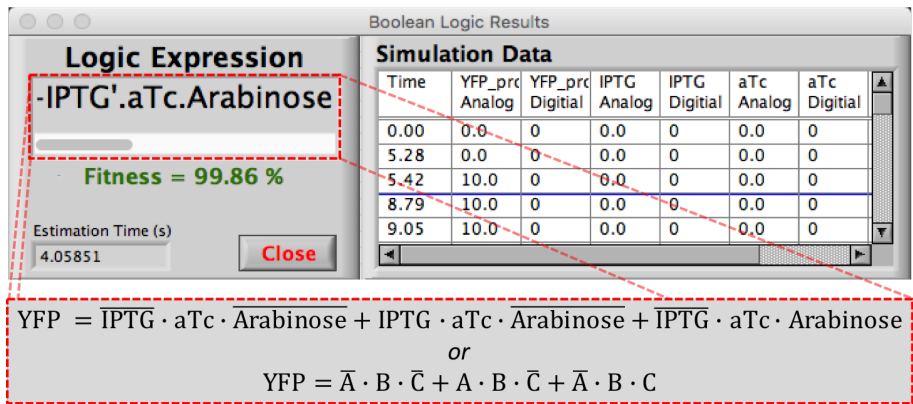 Boolean Logic Results
Logic Expression
-IPTG'.aTc.Arabinose
Fitness = 99.86 %
Estimation Time (s)
4.05851
Close
Simulation Data
Time YFP_pro Analog YFP_pro Digitial IPTG Analog IPTG Digitial aTc Analog aTc Digitial
0.00 0.0 0 0.0 0 0.0 0
5.28 0.0 0 0.0 0 0.0 0
5.42 10.0 0 0.0 0 0.0 0
8.79 10.0 0 0.0 0 0.0 0
9.05 10.0 0 0.0 0 0.0 0
YFP = I̅P̅T̅G̅ · aTc · A̅r̅a̅b̅i̅n̅o̅s̅e̅ + IPTG · aTc · A̅r̅a̅b̅i̅n̅o̅s̅e̅ + I̅P̅T̅G̅ · aTc · Arabinose
or
YFP = A̅ · B · C̅ + A · B · C̅ + A̅ · B · C